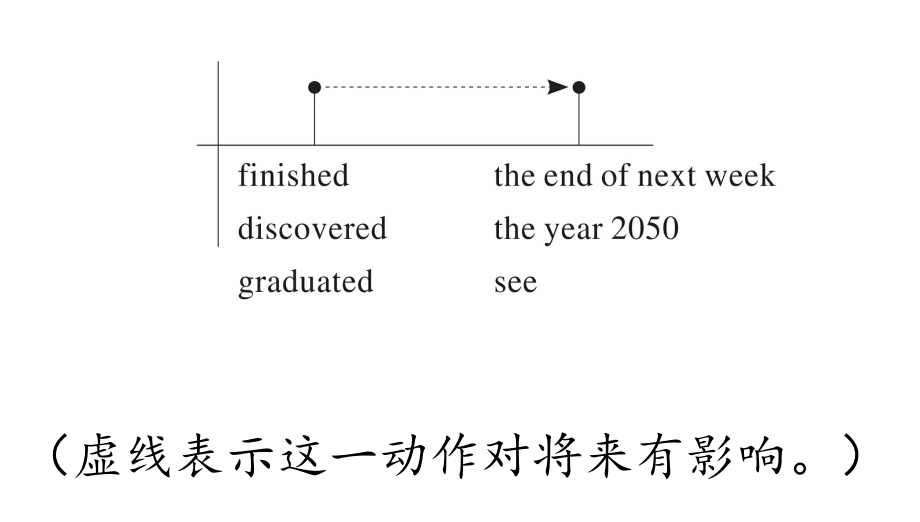 finished the end of next week
discovered the year 2050
graduated see
（虚线表示这一动作对将来有影响。）